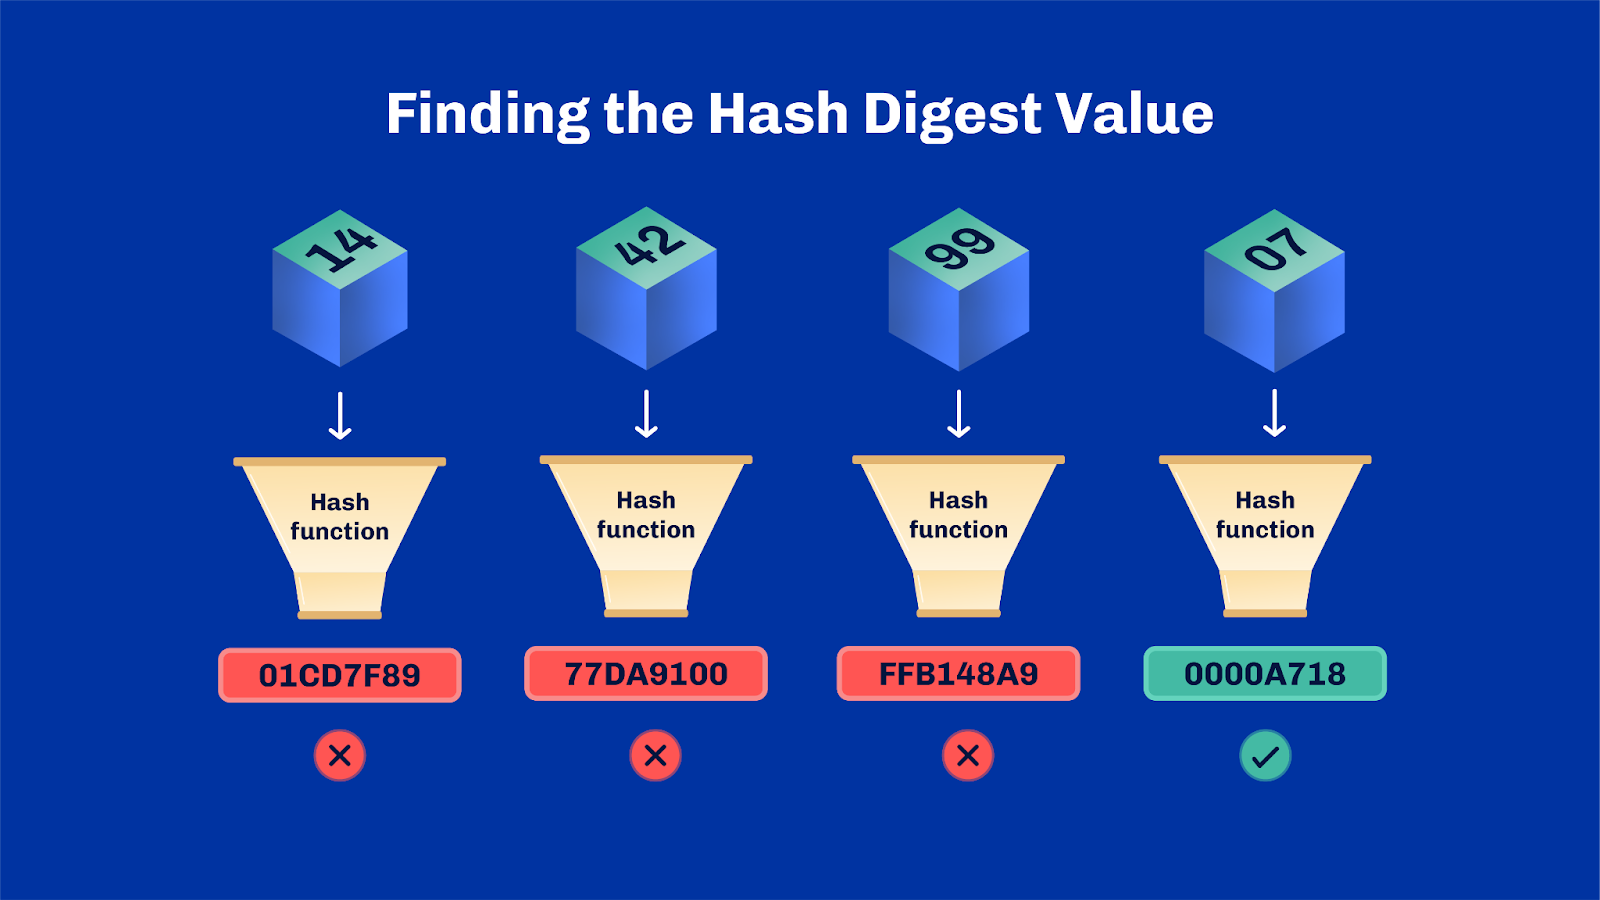 Finding the Hash Digest Value
14
42
99
07
Hash
function
Hash
function
Hash
function
Hash
function
01CD7F89
77DA9100
FFB148A9
0000A718